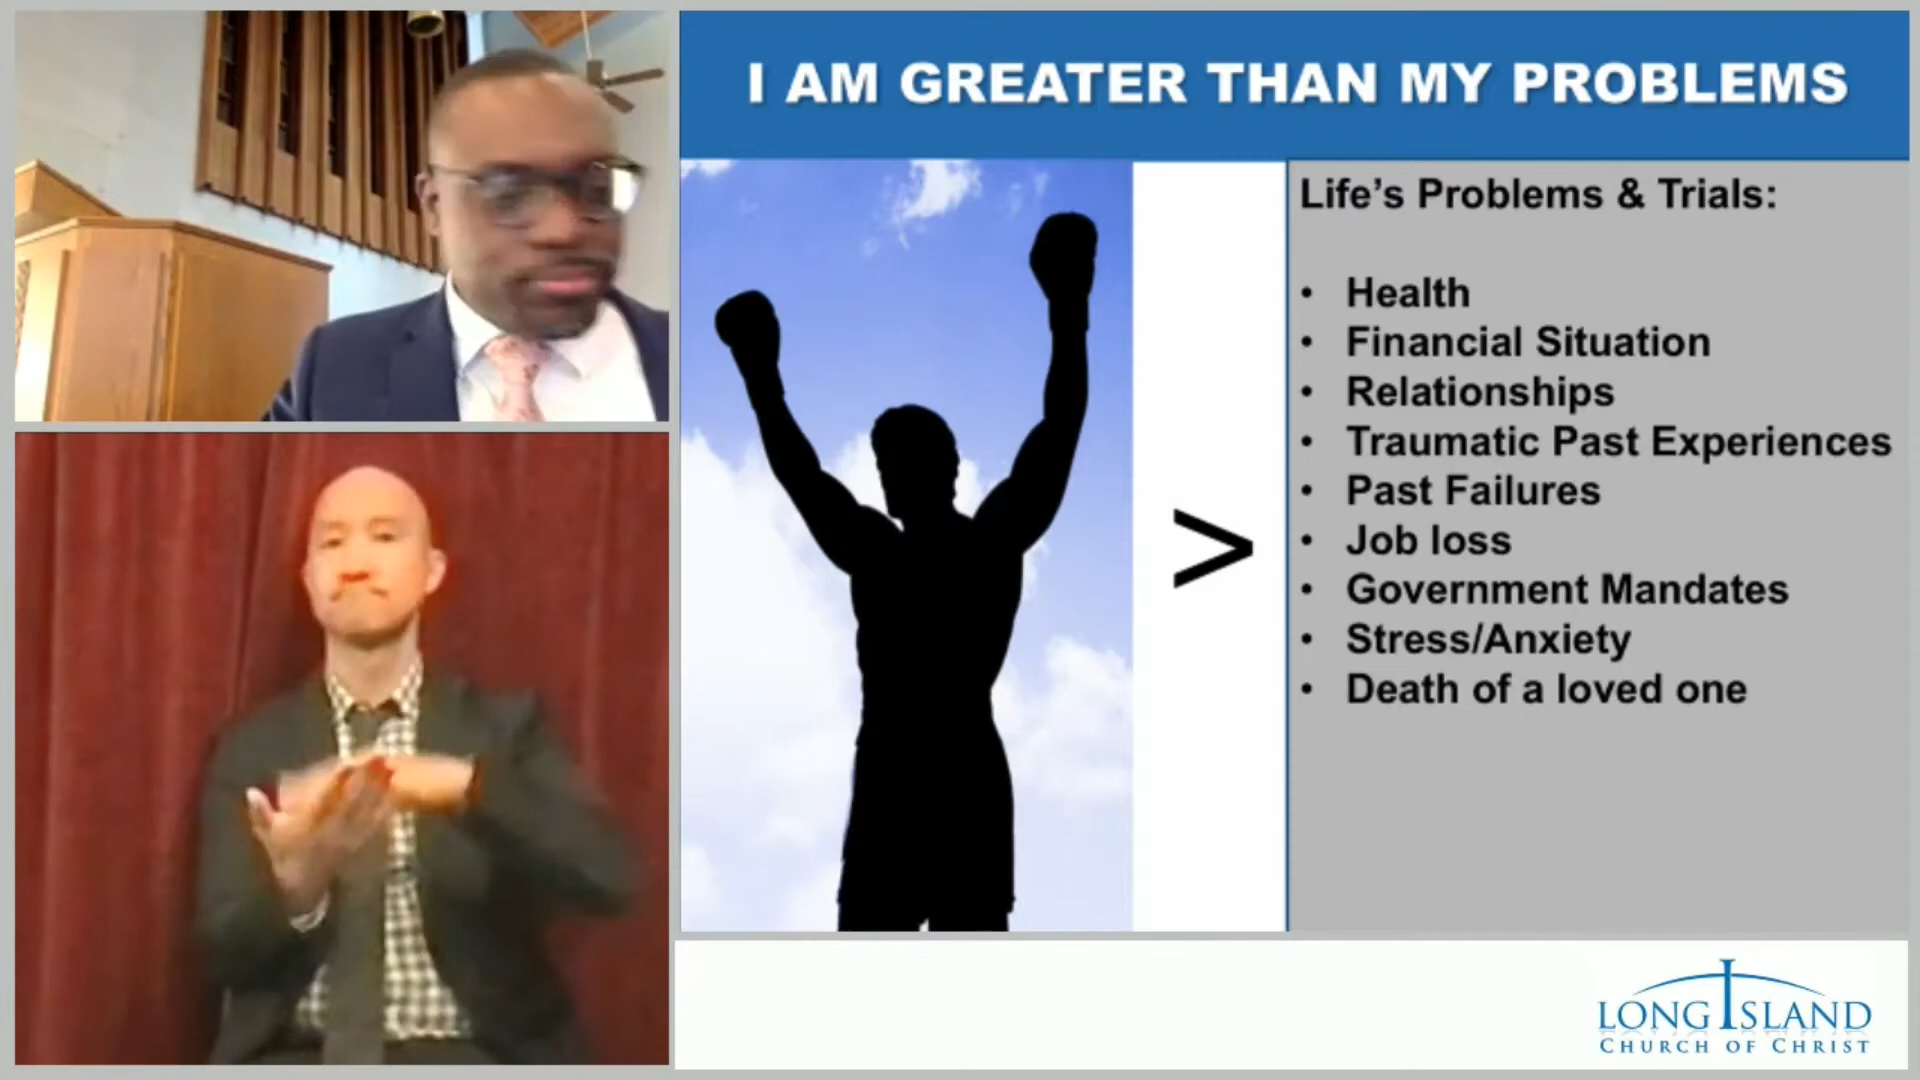 I AM GREATER THAN MY PROBLEMS
Life's Problems & Trials:
• Health
• Financial Situation
• Relationships
• Traumatic Past Experiences
• Past Failures
• Job loss
• Government Mandates
• Stress/Anxiety
• Death of a loved one
>
LONG ISLAND
CHURCH OF CHRIST